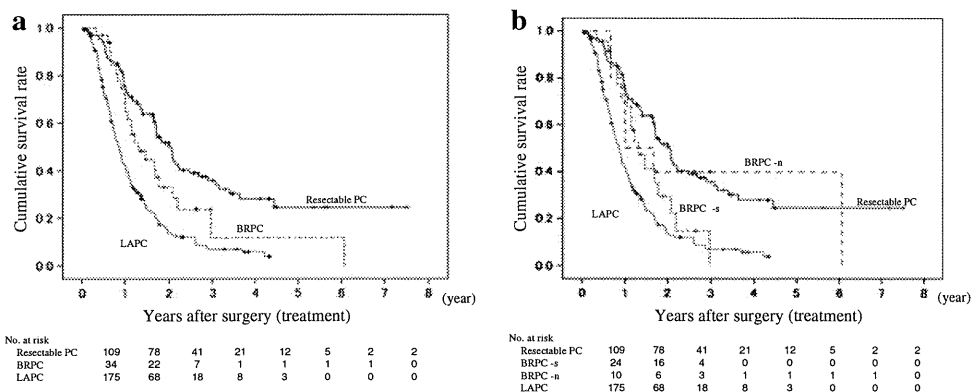 a
Cumulative survival rate
1.0
0.8
0.6
0.4
0.2
0.0
Resectable PC
BRPC
LAPC
0 1 2 3 4 5 6 7 8 (year)
Years after surgery (treatment)
No. at risk
Resectable PC 109 78 41 21 12 5 2 2
BRPC 34 22 7 1 1 1 1 0
LAPC 175 68 18 8 3 0 0 0
b
Cumulative survival rate
1.0
0.8
0.6
0.4
0.2
0.0
BRPC -n
Resectable PC
LAPC
BRPC -s
0 1 2 3 4 5 6 7 8 (year)
Years after surgery (treatment)
No. at risk
Resectable PC 109 78 41 21 12 5 2 2
BRPC -s 24 16 4 0 0 0 0 0
BRPC -n 10 6 3 1 1 1 1 0
LAPC 175 68 18 8 3 0 0 0